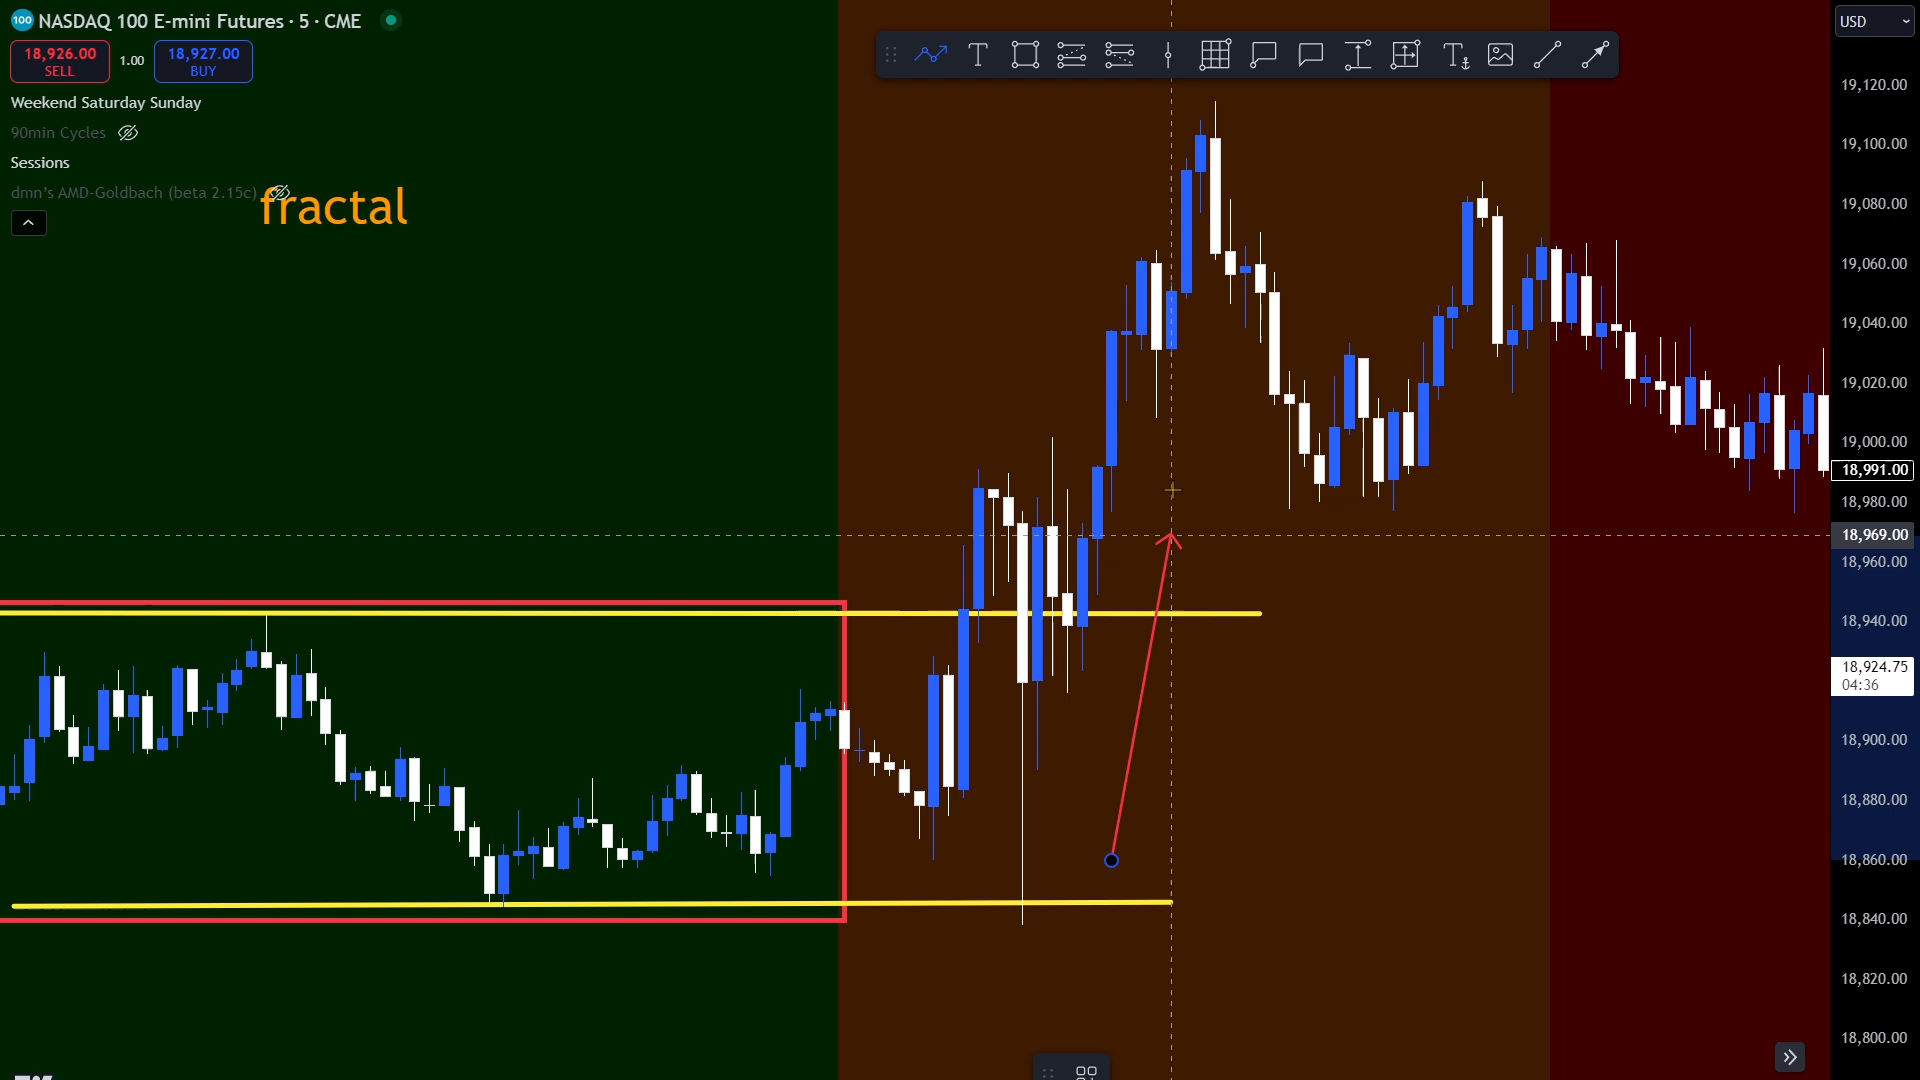 100 NASDAQ 100 E-mini Futures · 5 · CME
USD
18,926.00
SELL
1.00
18,927.00
BUY
Weekend Saturday Sunday
90min Cycles
Sessions
dmn's AMD-Goldbach (beta 2.15c)
fractal
19,120.00
19,100.00
19,080.00
19,060.00
19,040.00
19,020.00
19,000.00
18,991.00
18,980.00
18,969.00
18,960.00
18,940.00
18,924.75
04:36
18,900.00
18,880.00
18,860.00
18,840.00
18,820.00
18,800.00